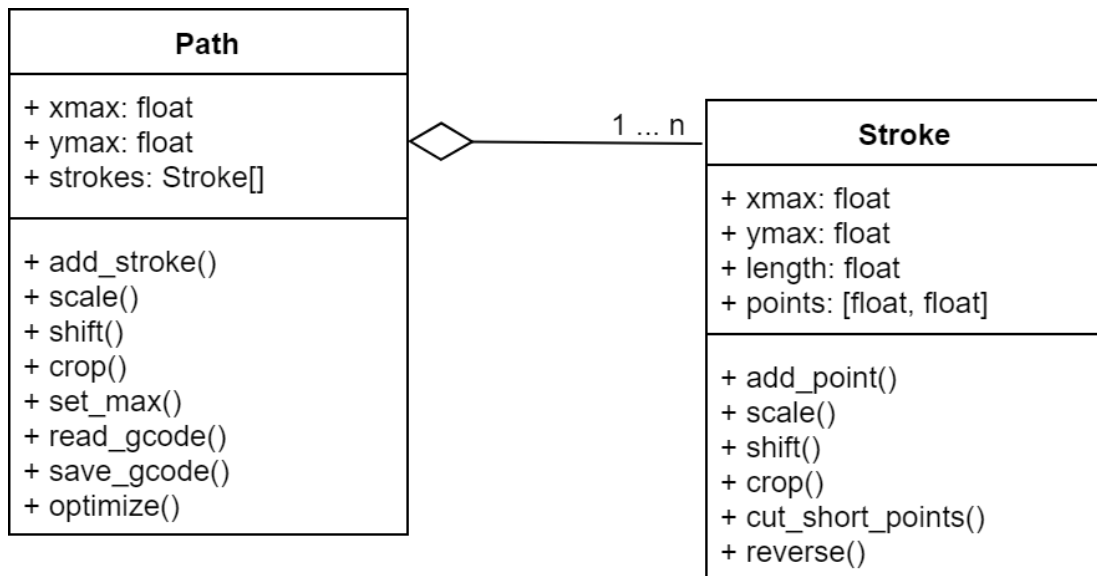 Path
+ xmax: float
+ ymax: float
+ strokes: Stroke[]
+ add_stroke()
+ scale()
+ shift()
+ crop()
+ set_max()
+ read_gcode()
+ save_gcode()
+ optimize()
1 ... n
Stroke
+ xmax: float
+ ymax: float
+ length: float
+ points: [float, float]
+ add_point()
+ scale()
+ shift()
+ crop()
+ cut_short_points()
+ reverse()